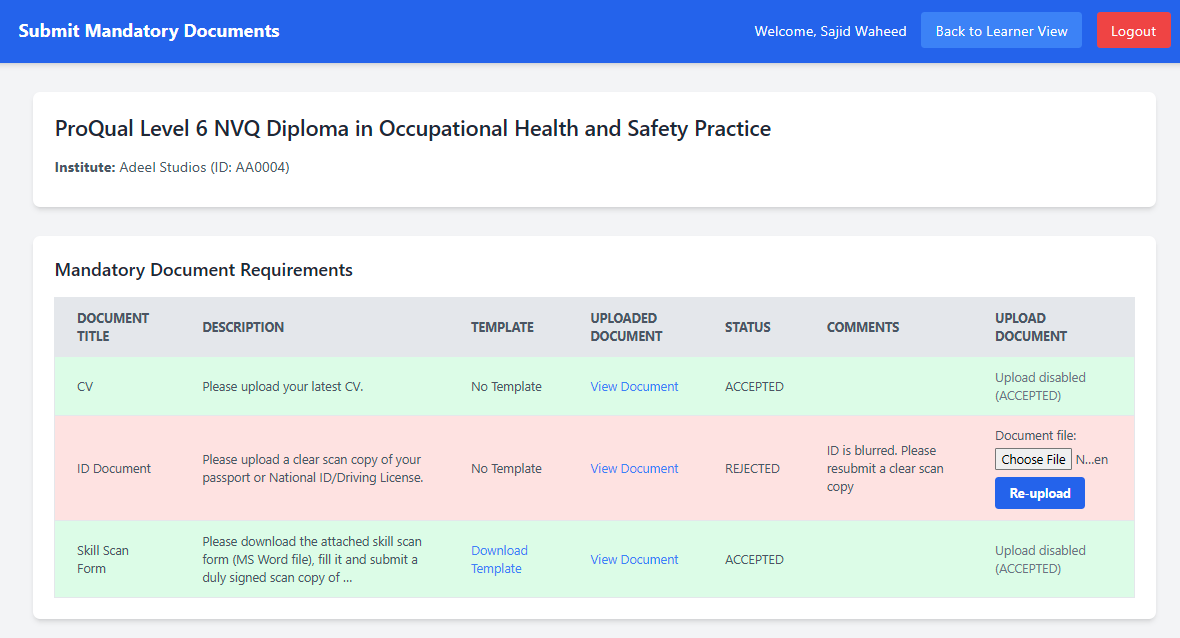 Submit Mandatory Documents
Welcome, Sajid Waheed
Back to Learner View
Logout
ProQual Level 6 NVQ Diploma in Occupational Health and Safety Practice
Institute: Adeel Studios (ID: AA0004)
Mandatory Document Requirements
DOCUMENT TITLE
DESCRIPTION
TEMPLATE
UPLOADED DOCUMENT
STATUS
COMMENTS
UPLOAD DOCUMENT
CV
Please upload your latest CV.
No Template
View Document
ACCEPTED
Upload disabled
(ACCEPTED)
ID Document
Please upload a clear scan copy of your
passport or National ID/Driving License.
No Template
View Document
REJECTED
ID is blurred. Please
resubmit a clear scan
copy
Document file:
Choose File N...en
Re-upload
Skill Scan
Form
Please download the attached skill scan
form (MS Word file), fill it and submit a
duly signed scan copy of ...
Download
Template
View Document
ACCEPTED
Upload disabled
(ACCEPTED)